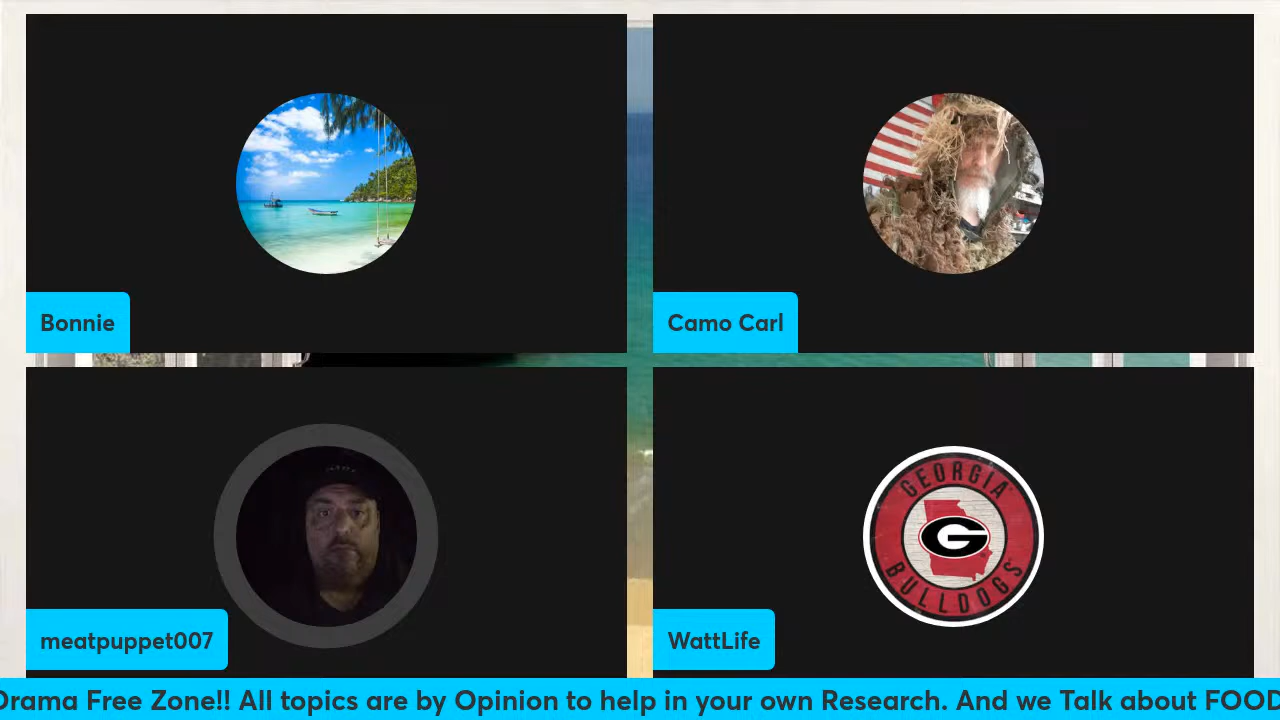 Bonnie
Camo Carl
meatpuppet007
GEORGIA
G
BULLDOGS
WattLife
Drama Free Zone!! All topics are by Opinion to help in your own Research. And we Talk about FOOD